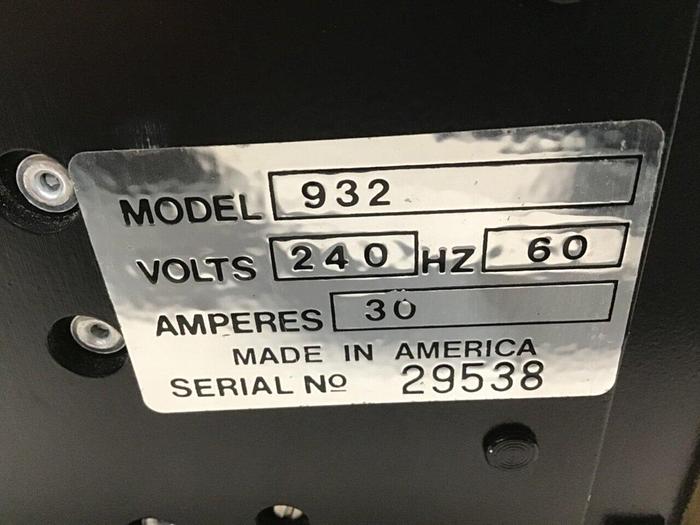 MODEL 932
VOLTS 240 HZ 60
AMPERES 30
MADE IN AMERICA
SERIAL Nº 29538